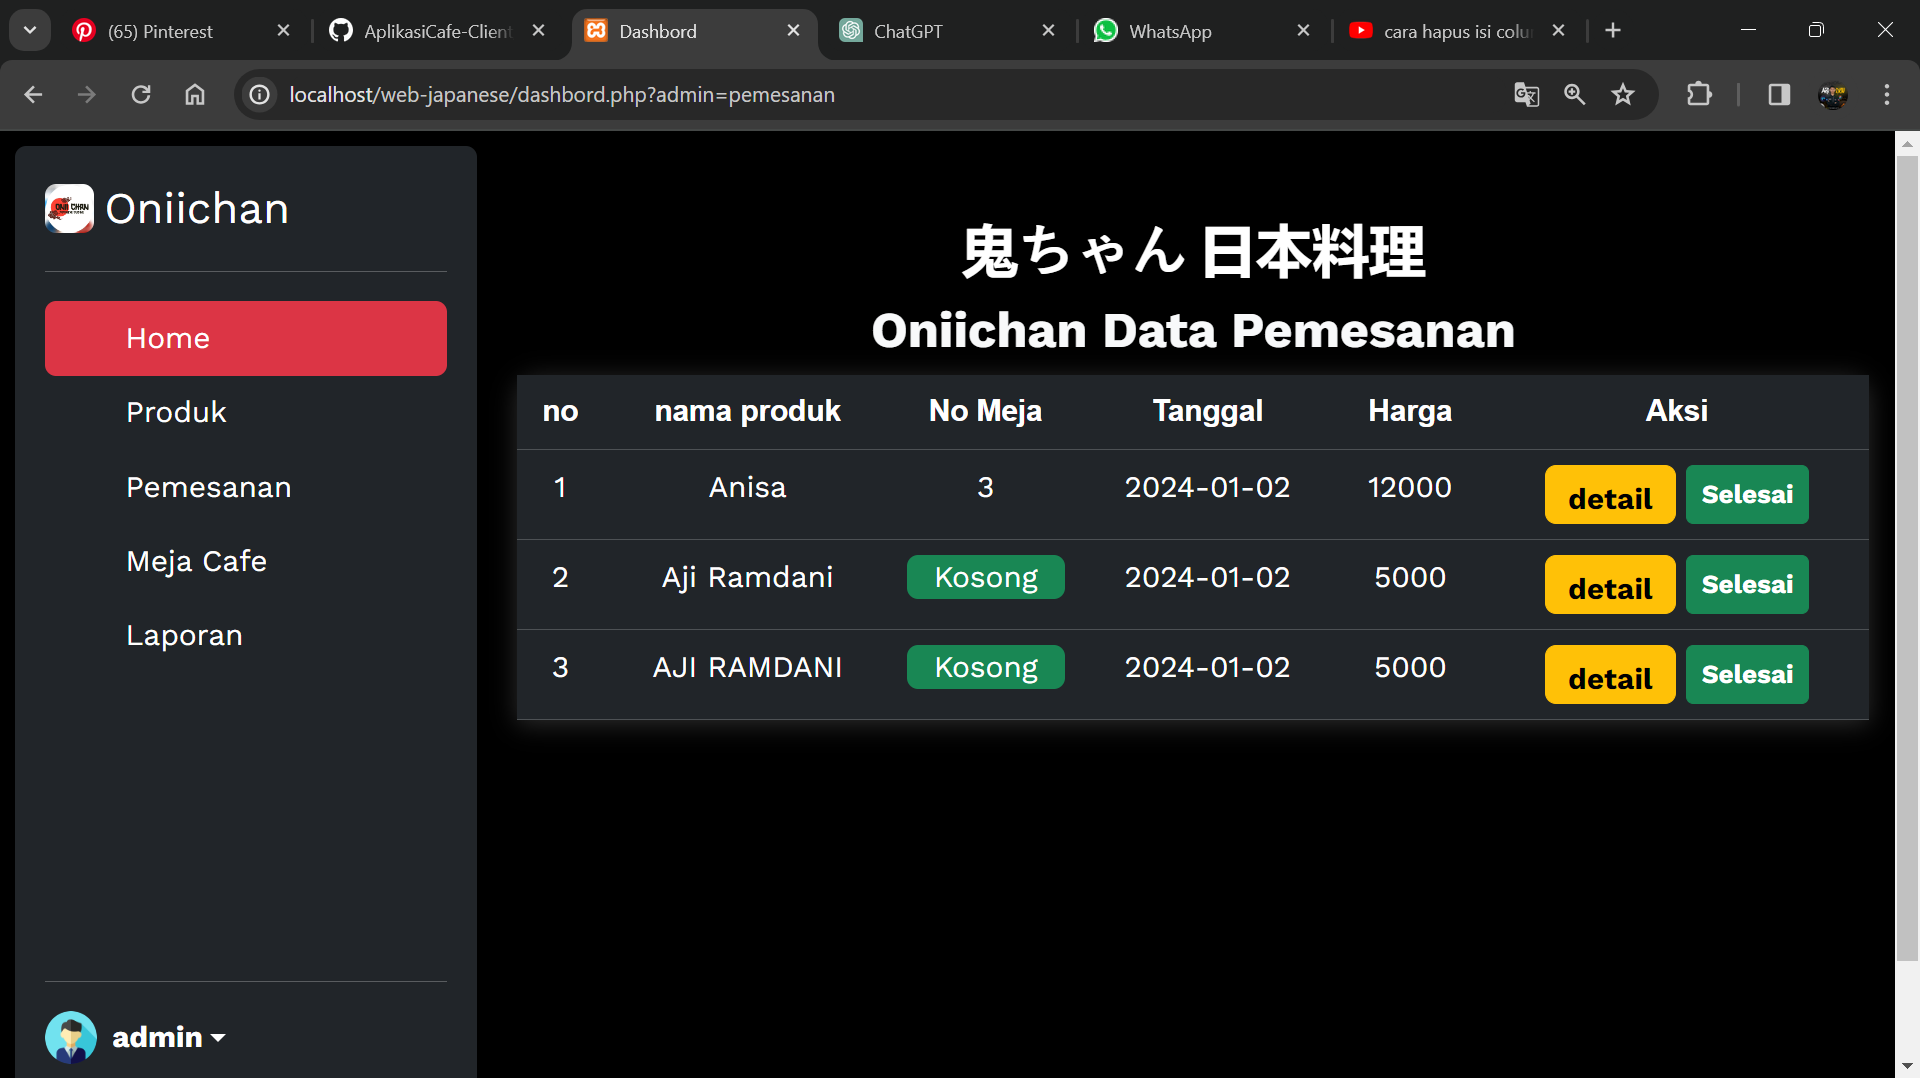 (65) Pinterest
AplikasiCafe-Client
Dashbord
ChatGPT
WhatsApp
cara hapus isi colu
localhost/web-japanese/dashbord.php?admin=pemesanan
Oniichan
Home
Produk
Pemesanan
Meja Cafe
Laporan
admin
鬼ちゃん 日本料理
Oniichan Data Pemesanan
no nama produk No Meja Tanggal Harga Aksi
1 Anisa 3 2024-01-02 12000 detail Selesai
2 Aji Ramdani Kosong 2024-01-02 5000 detail Selesai
3 AJI RAMDANI Kosong 2024-01-02 5000 detail Selesai